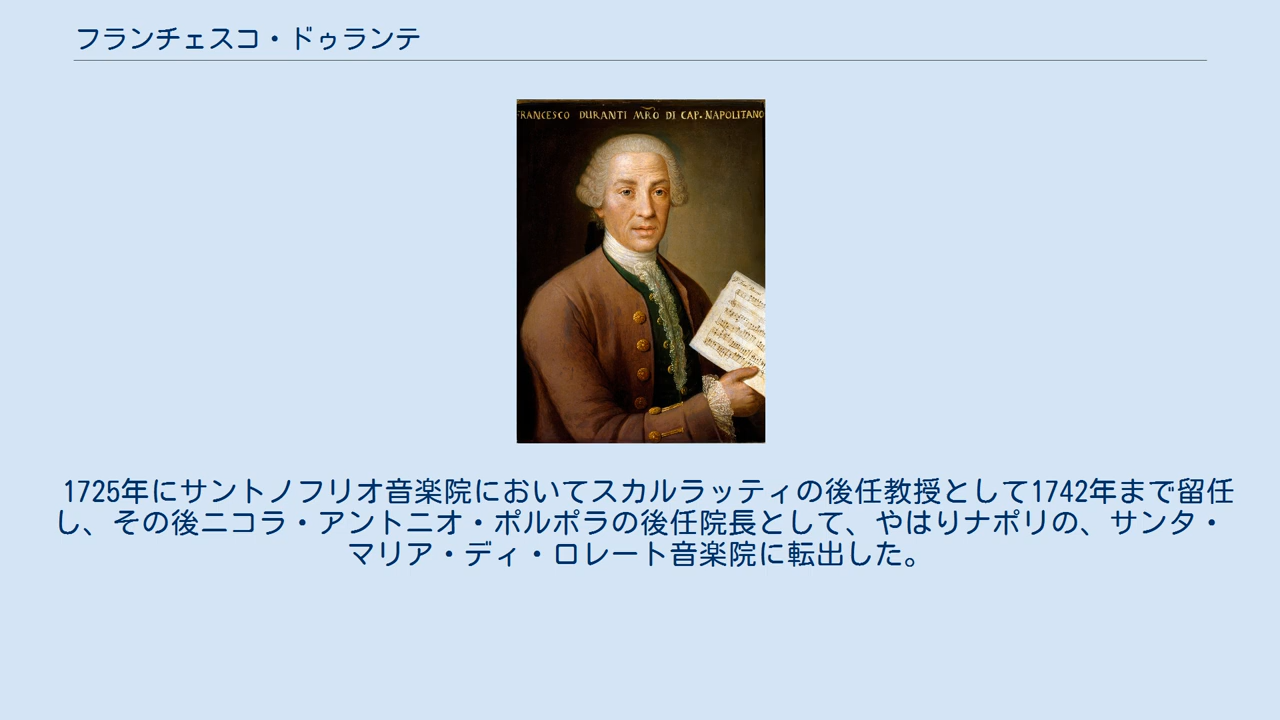 フランチェスコ・ドゥランテ
FRANCESCO DURANTI MRO DI CAP. NAPOLITANO
1725年にサントノフリオ音楽院においてスカルラッティの後任教授として1742年まで留任
し、その後ニコラ・アントニオ・ポルポラの後任院長として、やはりナポリの、サンタ・
マリア・ディ・ロレート音楽院に転出した。